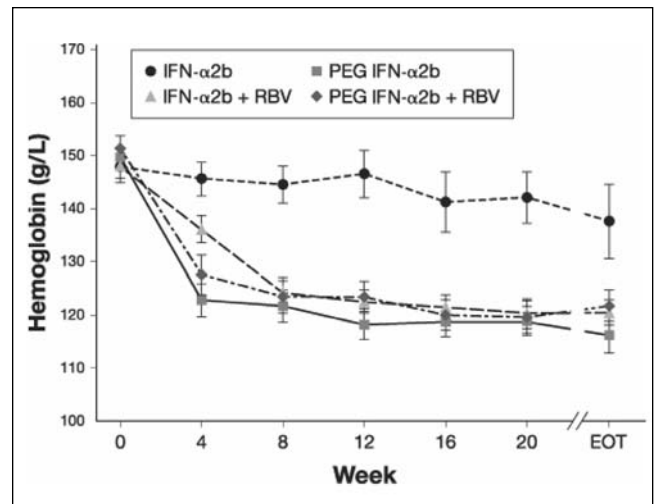 170
160
150
140
130
120
110
100
Hemoglobin (g/L)
IFN-α2b PEG IFN-α2b
IFN-α2b + RBV PEG IFN-α2b + RBV
0 4 8 12 16 20 EOT
Week